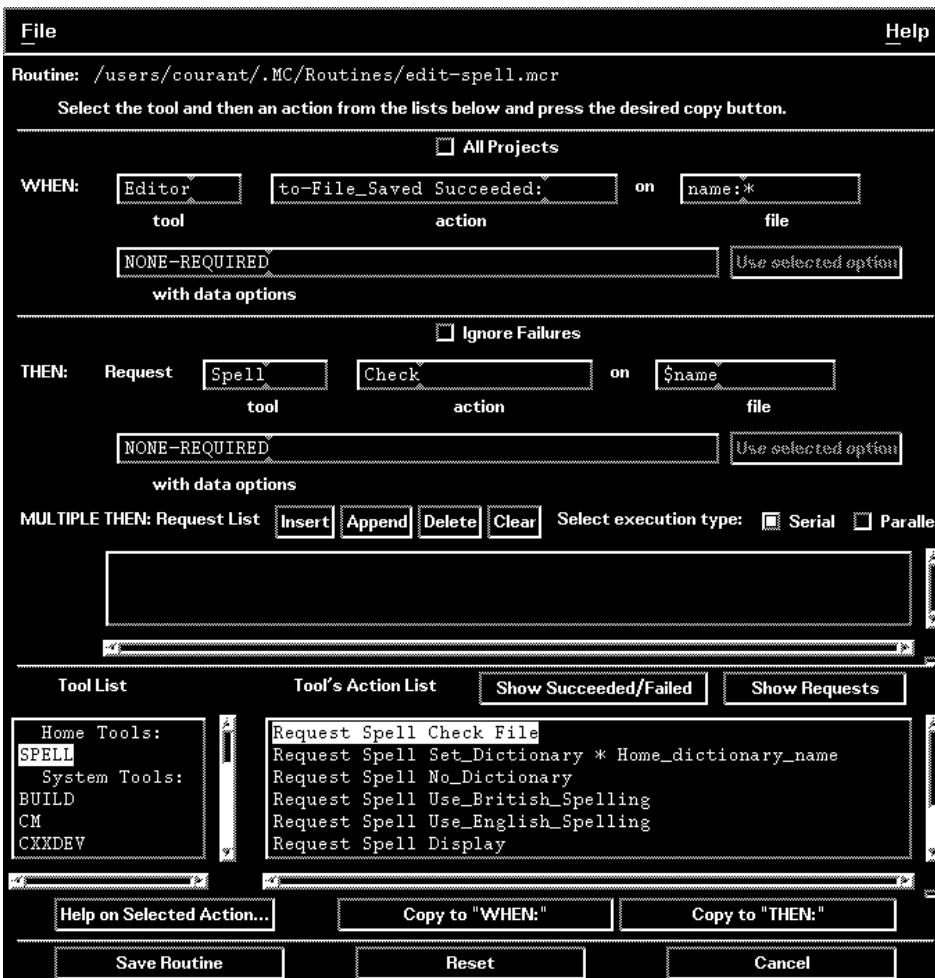 File Help
Routine: /users/courant/.MC/Routines/edit-spell.mcr
Select the tool and then an action from the lists below and press the desired copy button.
All Projects
WHEN: Editor to-File_Saved Succeeded: on name:*
tool action file
NONE-REQUIRED Use selected option
with data options
Ignore Failures
THEN: Request Spell Check on $name
tool action file
NONE-REQUIRED Use selected option
with data options
MULTIPLE THEN: Request List Insert Append Delete Clear Select execution type: Serial Paralle
Tool List Tool's Action List Show Succeeded/Failed Show Requests
Home Tools: Request Spell Check File
SPELL Request Spell Set_Dictionary * Home_dictionary_name
System Tools: Request Spell No_Dictionary
BUILD Request Spell Use_British_Spelling
CM Request Spell Use_English_Spelling
CXXDEV Request Spell Display
Help on Selected Action... Copy to "WHEN:" Copy to "THEN:"
Save Routine Reset Cancel